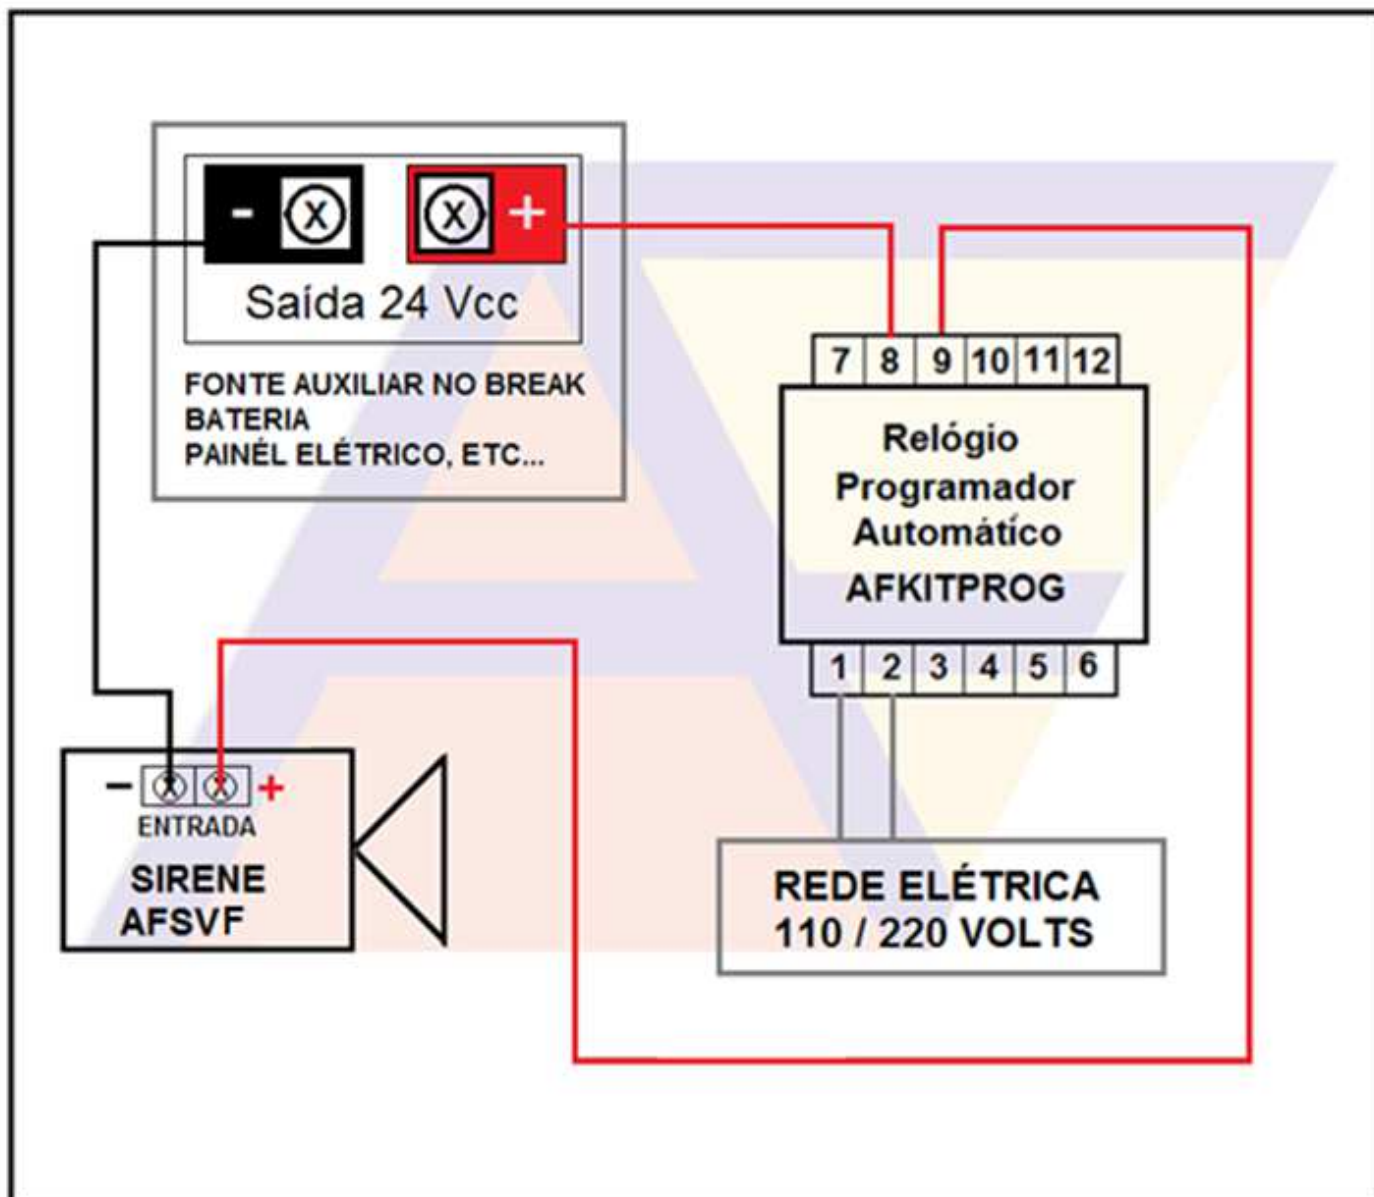 - X X +
Saída 24 Vcc
FONTE AUXILIAR NO BREAK
BATERIA
PAINÉL ELÉTRICO, ETC...
7 8 9 10 11 12
Relógio
Programador
Automátíco
AFKITPROG
1 2 3 4 5 6
- X X +
ENTRADA
SIRENE
AFSVF
REDE ELÉTRICA
110 / 220 VOLTS